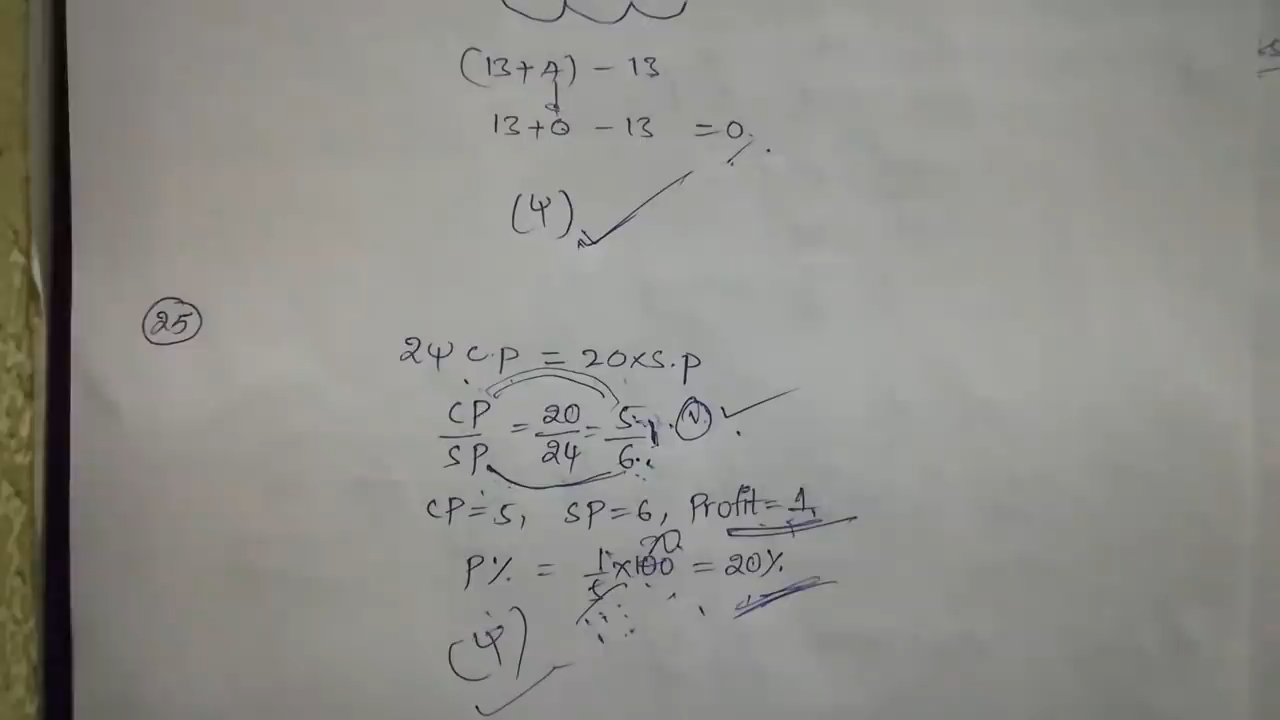 (13+4) - 13
13+0 - 13 = 0
(4)
25
24 C.P = 20×S.P
CP/SP = 20/24 = 5/6
CP=5, SP=6, Profit=1
P% = 1/5×100 = 20%
20
(4)